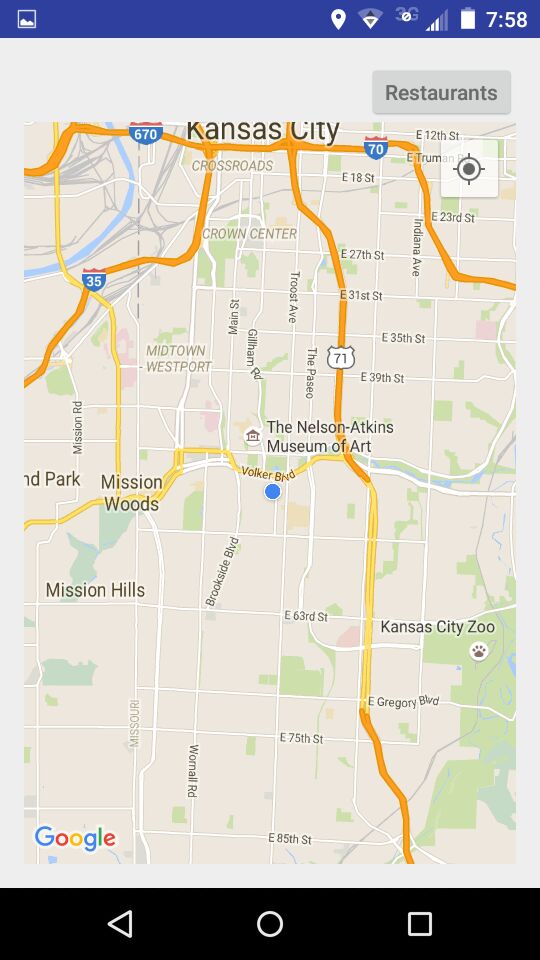 3G 7:58
Restaurants
Kansas City
670
70
E 12th St
E Truman
CROSSROADS
E 18 St
E 23rd St
Indiana Ave
CROWN CENTER
E 27th St
35
Troost Ave
E 31st St
Main St
Gillham Rd
E 35th St
MIDTOWN
- WESTPORT
The Paseo
71
E 39th St
Mission Rd
The Nelson-Atkins
Museum of Art
nd Park
Mission
Woods
Volker Blvd
Brookside Blvd
Mission Hills
E 63rd St
Kansas City Zoo
MISSOURI
E Gregory Blvd
E 75th St
Wornall Rd
Google
E 85th St